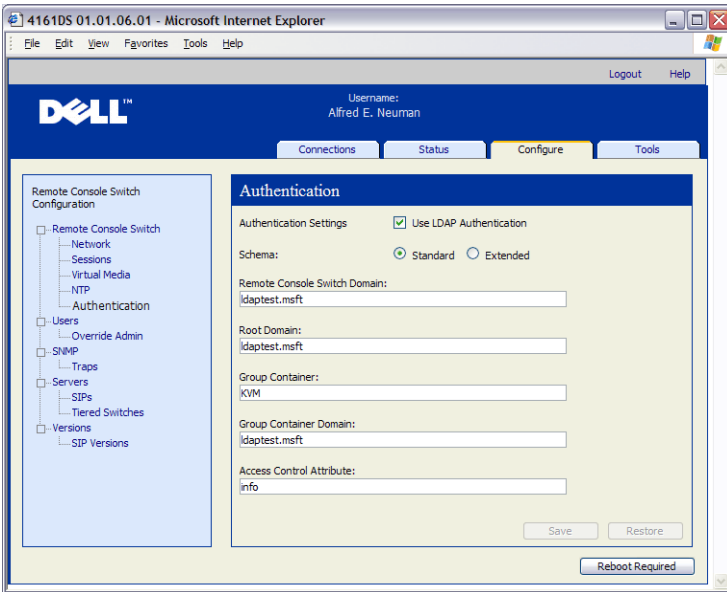 4161DS 01.01.06.01 - Microsoft Internet Explorer
File Edit View Favorites Tools Help
Logout Help
DELL™
Username:
Alfred E. Neuman
Connections Status Configure Tools
Remote Console Switch
Configuration
Remote Console Switch
Network
Sessions
Virtual Media
NTP
Authentication
Users
Override Admin
SNMP
Traps
Servers
SIPs
Tiered Switches
Versions
SIP Versions
Authentication
Authentication Settings Use LDAP Authentication
Schema: Standard Extended
Remote Console Switch Domain:
ldaptest.msft
Root Domain:
ldaptest.msft
Group Container:
KVM
Group Container Domain:
ldaptest.msft
Access Control Attribute:
info
Save Restore
Reboot Required